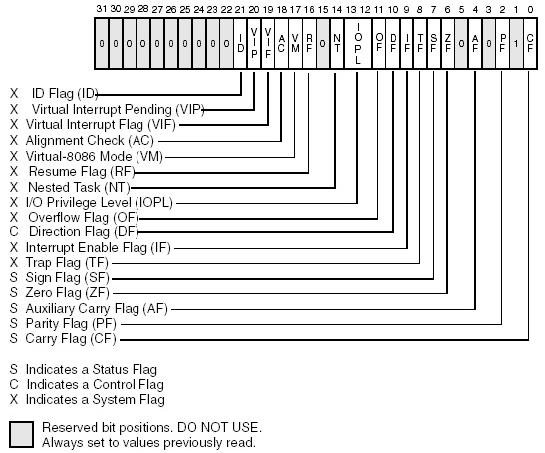 31 30 29 28 27 26 25 24 23 22 21 20 19 18 17 16 15 14 13 12 11 10 9 8 7 6 5 4 3 2 1 0
0 0 0 0 0 0 0 0 0 0 ID VIP VIF AC VM RF 0 NT IOPL OF DF IF TF SF ZF 0 AF 0 PF 1 CF
X ID Flag (ID)
X Virtual Interrupt Pending (VIP)
X Virtual Interrupt Flag (VIF)
X Alignment Check (AC)
X Virtual-8086 Mode (VM)
X Resume Flag (RF)
X Nested Task (NT)
X I/O Privilege Level (IOPL)
S Overflow Flag (OF)
C Direction Flag (DF)
X Interrupt Enable Flag (IF)
X Trap Flag (TF)
S Sign Flag (SF)
S Zero Flag (ZF)
S Auxiliary Carry Flag (AF)
S Parity Flag (PF)
S Carry Flag (CF)
S Indicates a Status Flag
C Indicates a Control Flag
X Indicates a System Flag
Reserved bit positions. DO NOT USE.
Always set to values previously read.